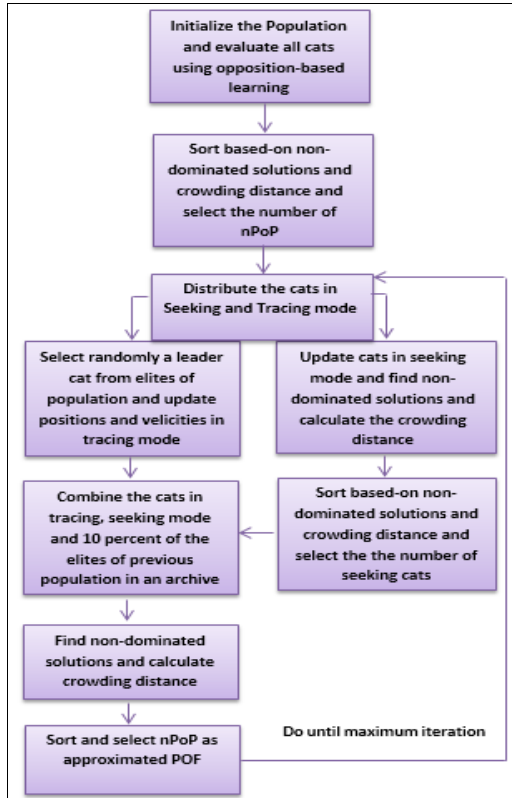 Initialize the Population
and evaluate all cats
using opposition-based
learning
Sort based-on non-
dominated solutions and
crowding distance and
select the number of
nPoP
Distribute the cats in
Seeking and Tracing mode
Select randomly a leader
cat from elites of
population and update
positions and velicities in
tracing mode
Update cats in seeking
mode and find non-
dominated solutions and
calculate the crowding
distance
Combine the cats in
tracing, seeking mode
and 10 percent of the
elites of previous
population in an archive
Sort based-on non-
dominated solutions and
crowding distance and
select the the number of
seeking cats
Find non-dominated
solutions and calculate
crowding distance
Sort and select nPoP as
approximated POF
Do until maximum iteration